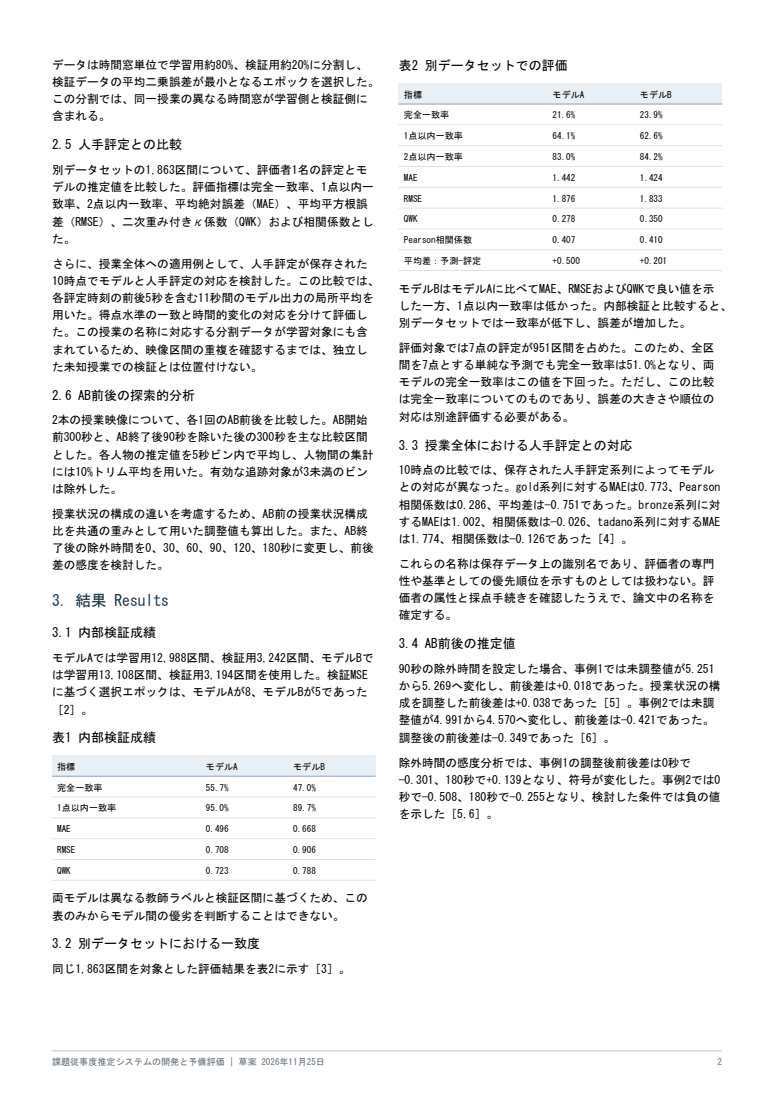 データは時間窓単位で学習用約80%、検証用約20%に分割し、
検証データの平均二乗誤差が最小となるエポックを選択した。
この分割では、同一授業の異なる時間窓が学習側と検証側に
含まれる。
2.5 人手評定との比較
別データセットの1,863区間について、評価者1名の評定とモ
デルの推定値を比較した。評価指標は完全一致率、1点以内一
致率、2点以内一致率、平均絶対誤差（MAE）、平均平方根誤
差（RMSE）、二次重み付きκ係数（QWK）および相関係数とし
た。
さらに、授業全体への適用例として、人手評定が保存された
10時点でモデルと人手評定の対応を検討した。この比較では、
各評定時刻の前後5秒を含む11秒間のモデル出力の局所平均を
用いた。得点水準の一致と時間的変化の対応を分けて評価し
た。この授業の名称に対応する分割データが学習対象にも含
まれているため、映像区間の重複を確認するまでは、独立し
た未知授業での検証とは位置付けない。
2.6 AB前後の探索的分析
2本の授業映像について、各1回のAB前後を比較した。AB開始
前300秒と、AB終了後90秒を除いた後の300秒を主な比較区間
とした。各人物の推定値を5秒ビン内で平均し、人物間の集計
には10%トリム平均を用いた。有効な追跡対象が3未満のビン
は除外した。
授業状況の構成の違いを考慮するため、AB前の授業状況構成
比を共通の重みとして用いた調整値も算出した。また、AB終
了後の除外時間を0、30、60、90、120、180秒に変更し、前後
差の感度を検討した。
3. 結果 Results
3.1 内部検証成績
モデルAでは学習用12,988区間、検証用3,242区間、モデルBで
は学習用13,108区間、検証用3,194区間を使用した。検証MSE
に基づく選択エポックは、モデルAが8、モデルBが5であった
［2］。
表1 内部検証成績
指標 モデルA モデルB
完全一致率 55.7% 47.0%
1点以内一致率 95.0% 89.7%
MAE 0.496 0.668
RMSE 0.708 0.906
QWK 0.723 0.788
両モデルは異なる教師ラベルと検証区間に基づくため、この
表のみからモデル間の優劣を判断することはできない。
3.2 別データセットにおける一致度
同じ1,863区間を対象とした評価結果を表2に示す［3］。
表2 別データセットでの評価
指標 モデルA モデルB
完全一致率 21.6% 23.9%
1点以内一致率 64.1% 62.6%
2点以内一致率 83.0% 84.2%
MAE 1.442 1.424
RMSE 1.876 1.833
QWK 0.278 0.350
Pearson相関係数 0.407 0.410
平均差：予測-評定 +0.500 +0.201
モデルBはモデルAに比べてMAE、RMSEおよびQWKで良い値を示
した一方、1点以内一致率は低かった。内部検証と比較すると、
別データセットでは一致率が低下し、誤差が増加した。
評価対象では7点の評定が951区間を占めた。このため、全区
間を7点とする単純な予測でも完全一致率は51.0%となり、両
モデルの完全一致率はこの値を下回った。ただし、この比較
は完全一致率についてのものであり、誤差の大きさや順位の
対応は別途評価する必要がある。
3.3 授業全体における人手評定との対応
10時点の比較では、保存された人手評定系列によってモデル
との対応が異なった。gold系列に対するMAEは0.773、Pearson
相関係数は0.286、平均差は−0.751であった。bronze系列に対
するMAEは1.002、相関係数は−0.026、tadano系列に対するMAE
は1.774、相関係数は−0.126であった［4］。
これらの名称は保存データ上の識別名であり、評価者の専門
性や基準としての優先順位を示すものとしては扱わない。評
価者の属性と採点手続きを確認したうえで、論文中の名称を
確定する。
3.4 AB前後の推定値
90秒の除外時間を設定した場合、事例1では未調整値が5.251
から5.269へ変化し、前後差は+0.018であった。授業状況の構
成を調整した前後差は+0.038であった［5］。事例2では未調
整値が4.991から4.570へ変化し、前後差は−0.421であった。
調整後の前後差は−0.349であった［6］。
除外時間の感度分析では、事例1の調整後前後差は0秒で
−0.301、180秒で+0.139となり、符号が変化した。事例2では0
秒で−0.508、180秒で−0.255となり、検討した条件では負の値
を示した［5,6］。
課題従事度推定システムの開発と予備評価 | 草案 2026年11月25日
2